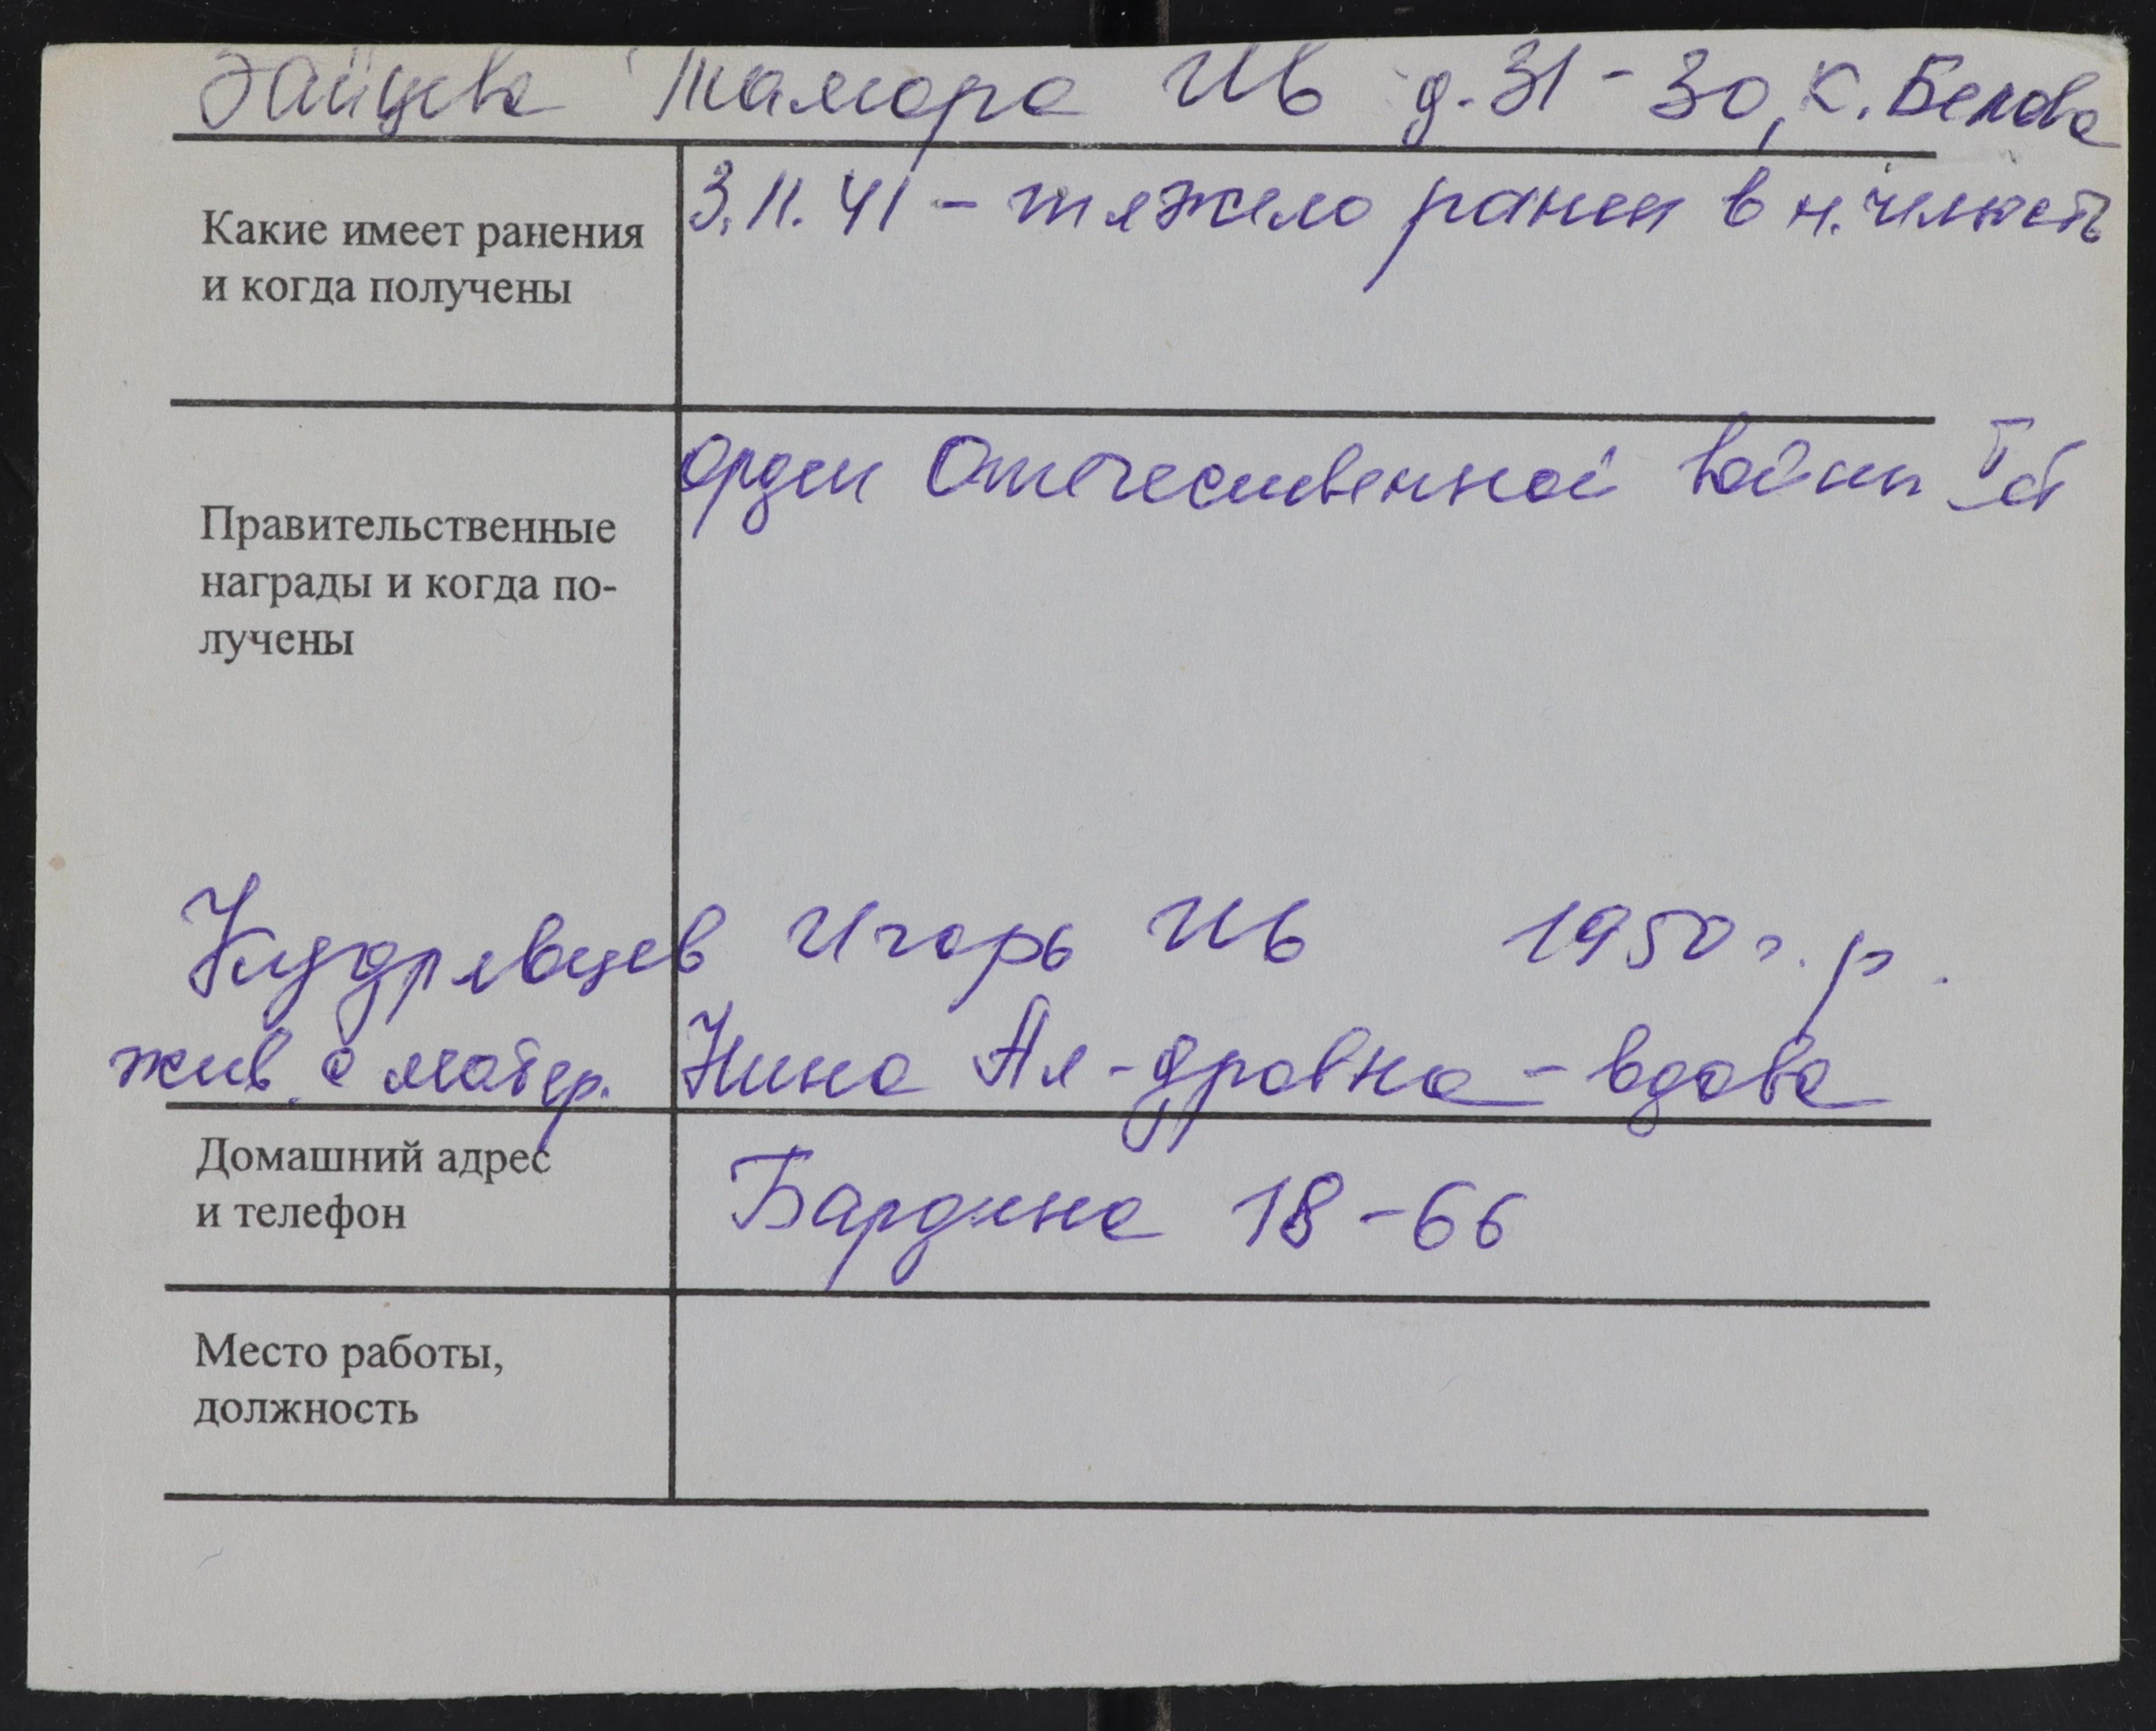 Зайцева Тамара Ив д. 31 - 30, К. Белова
Какие имеет ранения
и когда получены
3.11.41 - тяжело ранен в н. челюсть
Правительственные
награды и когда по-
лучены
Орден Отечественной войны I ст
Кудрявцев Игорь Ив 1950 г.р.
жив. с матер. Нина Ал-дровна - вдова
Домашний адрес
и телефон
Бардина 18 - 66
Место работы,
должность